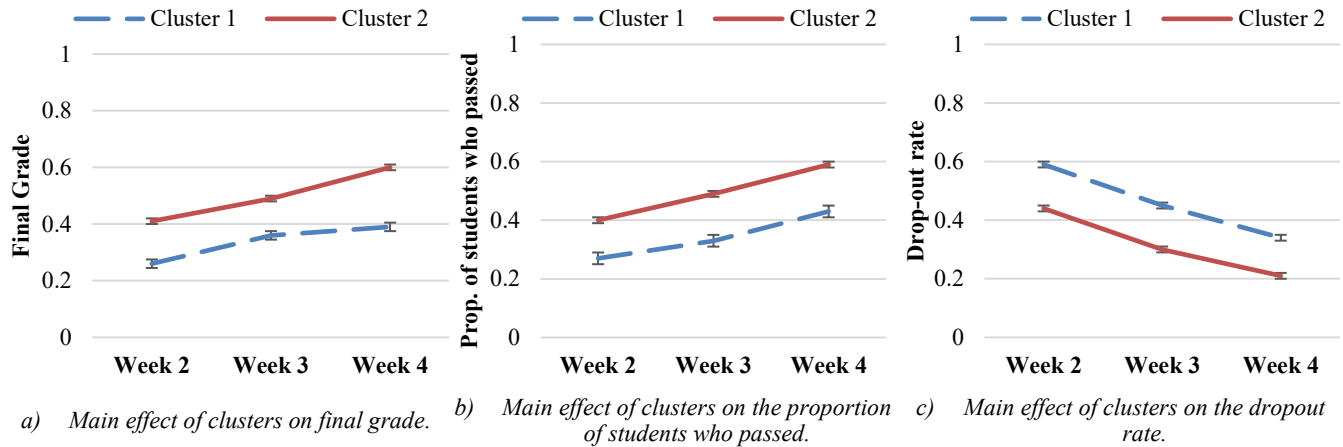 Cluster 1 Cluster 2
1
0.8
0.6
0.4
0.2
0
Final Grade
Week 2 Week 3 Week 4
a) Main effect of clusters on final grade.
Cluster 1 Cluster 2
1
0.8
0.6
0.4
0.2
0
Prop. of students who passed
Week 2 Week 3 Week 4
b) Main effect of clusters on the proportion
of students who passed.
Cluster 1 Cluster 2
1
0.8
0.6
0.4
0.2
0
Drop-out rate
Week 2 Week 3 Week 4
c) Main effect of clusters on the dropout
rate.